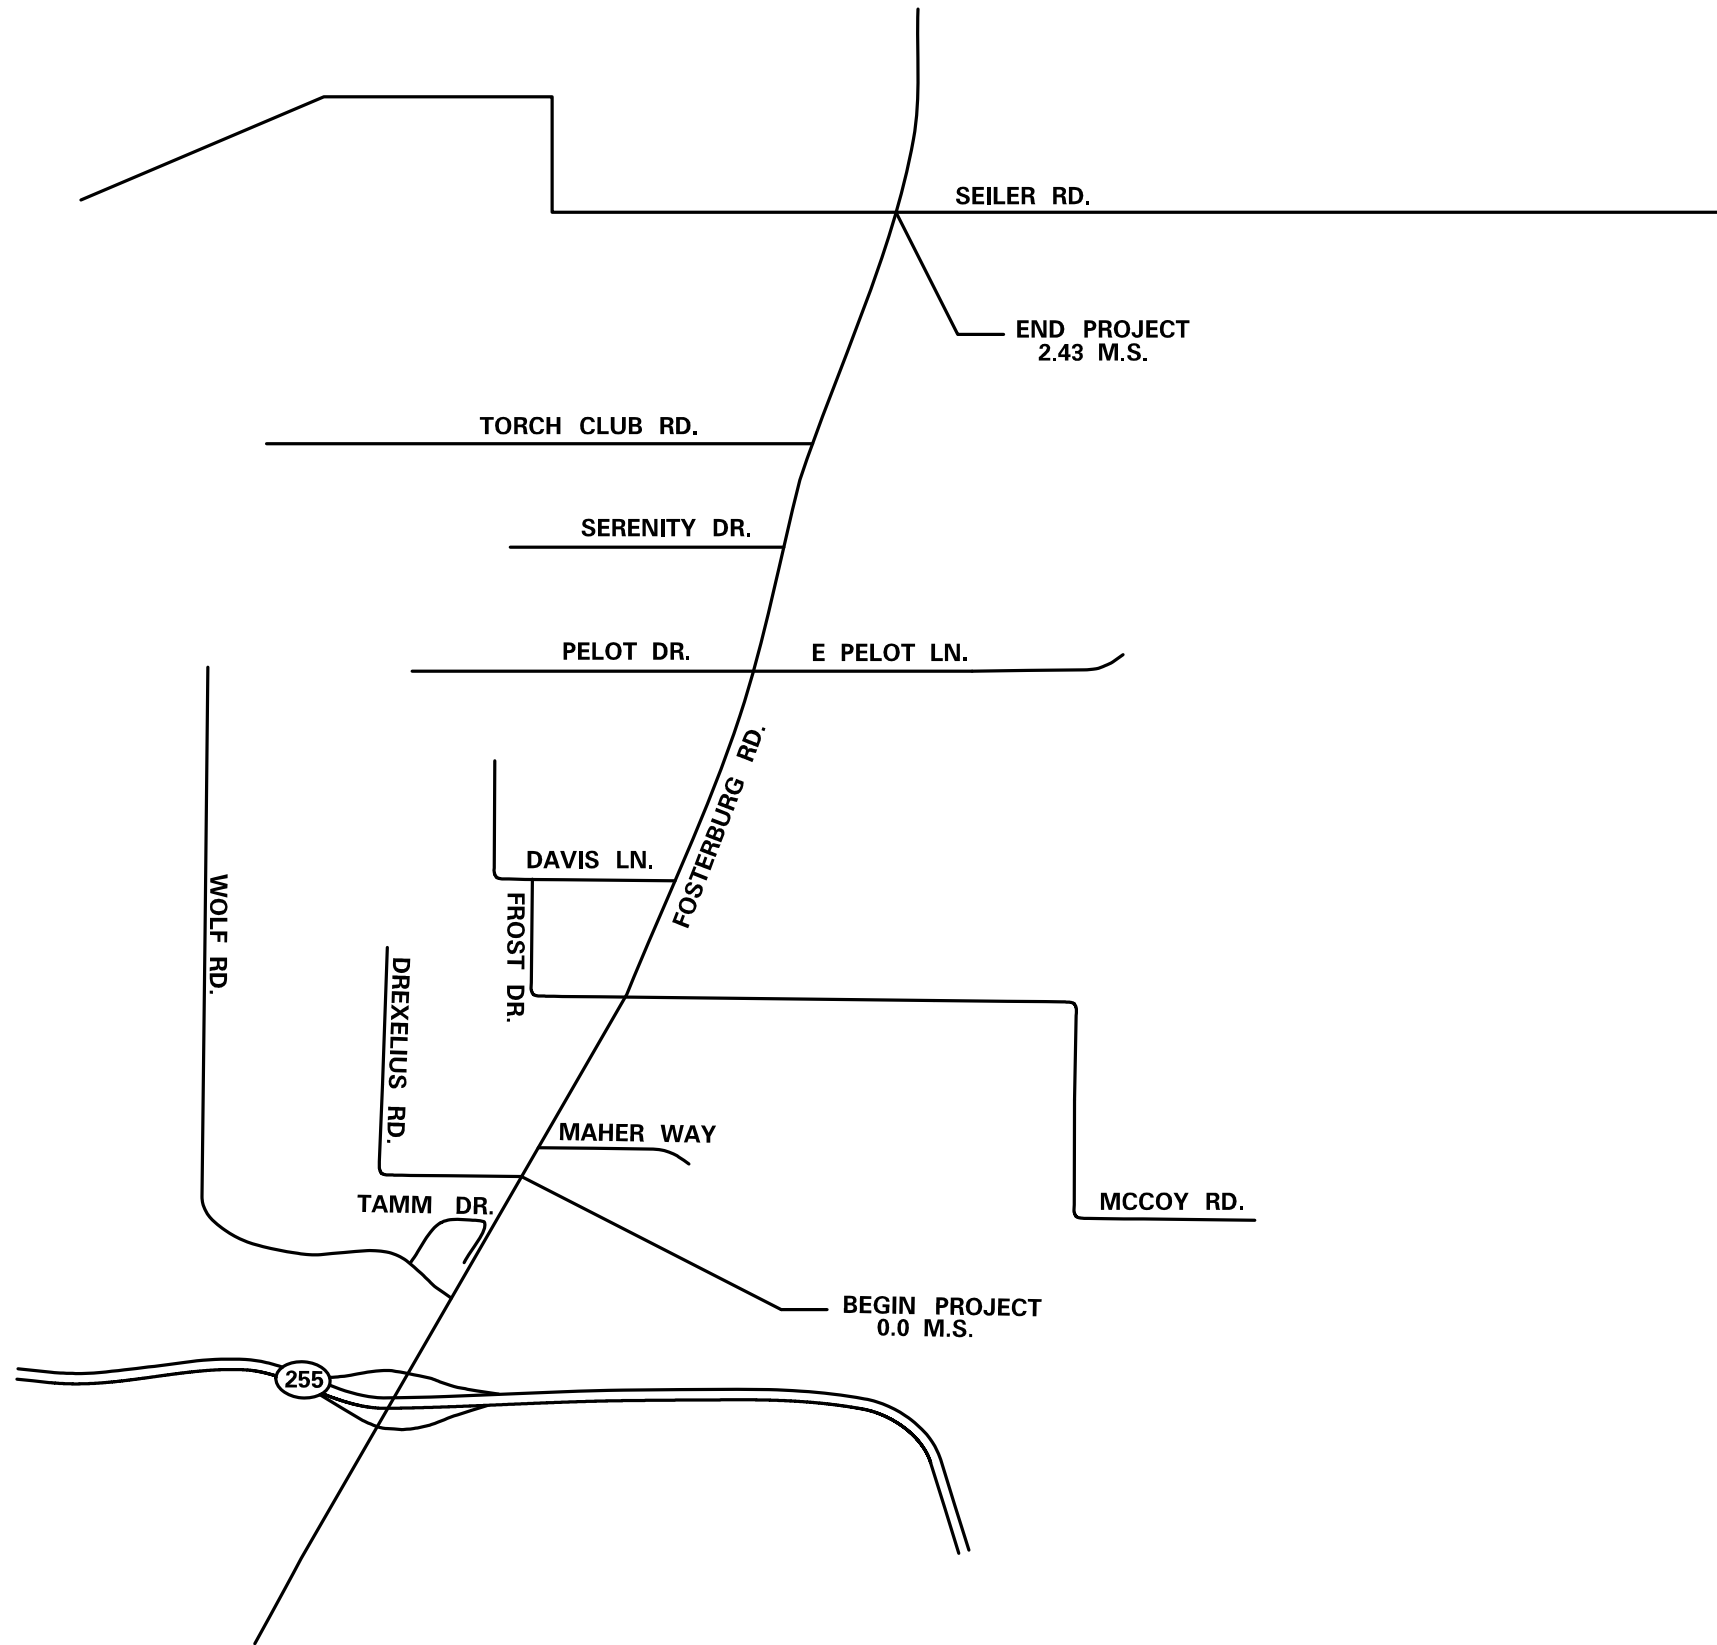 SEILER RD.
END PROJECT
2.43 M.S.
TORCH CLUB RD.
SERENITY DR.
PELOT DR.
E PELOT LN.
FOSTERBURG RD.
DAVIS LN.
WOLF RD.
FROST DR.
DREXELIUS RD.
MAHER WAY
TAMM DR.
MCCOY RD.
BEGIN PROJECT
0.0 M.S.
255